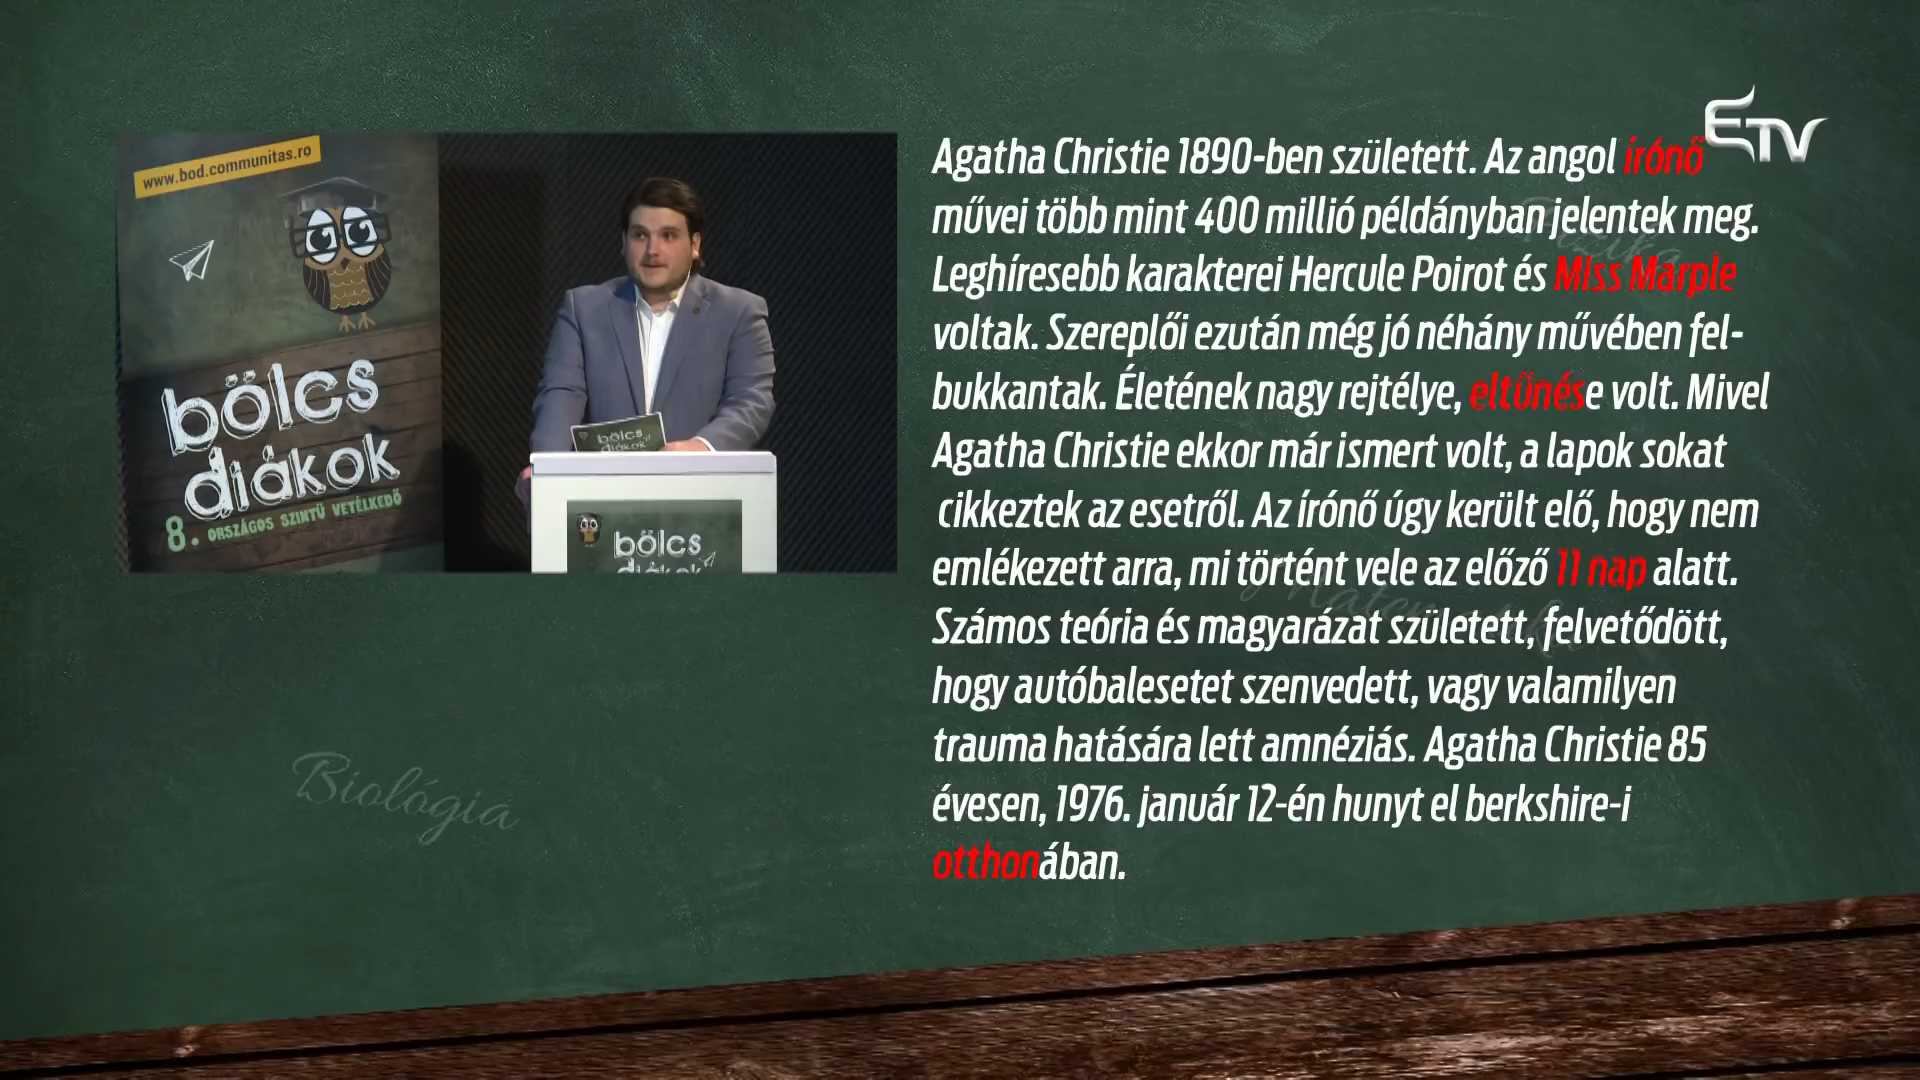 www.bod.communitas.ro
bölcs
diákok
8. ORSZÁGOS SZINTŰ VETÉLKEDŐ
bölcs
diákok
bölcs
diákok
ETV
Agatha Christie 1890-ben született. Az angol írónő
művei több mint 400 millió példányban jelentek meg.
Leghíresebb karakterei Hercule Poirot és Miss Marple
voltak. Szereplői ezután még jó néhány művében fel-
bukkantak. Életének nagy rejtélye, eltűnése volt. Mivel
Agatha Christie ekkor már ismert volt, a lapok sokat
cikkeztek az esetről. Az írónő úgy került elő, hogy nem
emlékezett arra, mi történt vele az előző 11 nap alatt.
Számos teória és magyarázat született, felvetődött,
hogy autóbalesetet szenvedett, vagy valamilyen
trauma hatására lett amnéziás. Agatha Christie 85
évesen, 1976. január 12-én hunyt el berkshire-i
otthonában.
Biológia